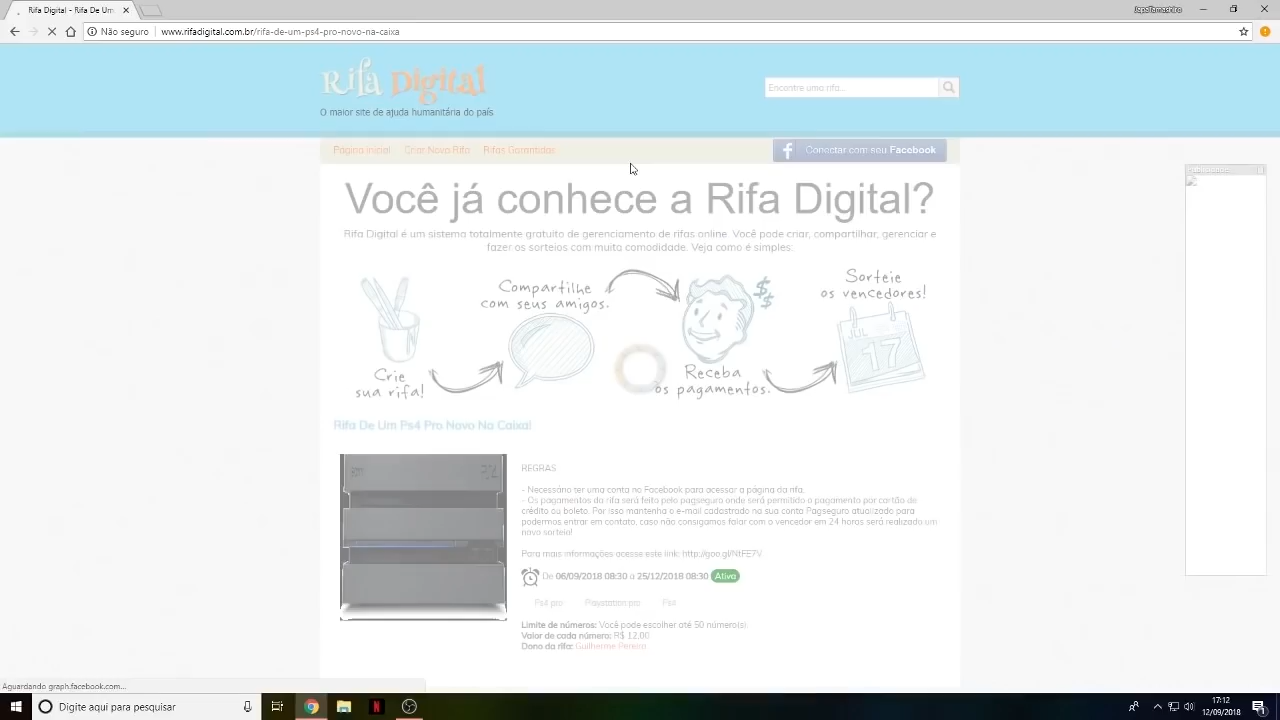 Rifa Digital - Rifa De Um
JapaTamashiro
Não seguro
www.rifadigital.com.br/rifa-de-um-ps4-pro-novo-na-caixa
Rifa Digital
O maior site de ajuda humanitária do país
Encontre uma rifa...
Página inicial Criar Nova Rifa Rifas Garantidas
Conectar com seu Facebook
Você já conhece a Rifa Digital?
Rifa Digital é um sistema totalmente gratuito de gerenciamento de rifas online. Você pode criar, compartilhar, gerenciar e
fazer os sorteios com muita comodidade. Veja como é simples:
Crie
sua rifa!
Compartilhe
com seus amigos.
Receba
os pagamentos.
Sorteie
os vencedores!
JUL
17
Rifa De Um Ps4 Pro Novo Na Caixa!
REGRAS
- Necessário ter uma conta no Facebook para acessar a página da rifa.
- Os pagamentos da rifa será feito pelo pagseguro onde será permitido o pagamento por cartão de
crédito ou boleto. Por isso mantenha o e-mail cadastrado na sua conta Pagseguro atualizado para
podermos entrar em contato, caso não consigamos falar com o vencedor em 24 horas será realizado um
novo sorteio!
Para mais informações acesse este link: http://goo.gl/NtFE7V
De 06/09/2018 08:30 a 25/12/2018 08:30 Ativa
Ps4 pro Playstation pro Ps4
Limite de números: Você pode escolher até 50 número(s)
Valor de cada número: R$ 12,00
Dono da rifa: Guilherme Pereira
Aguardando graph.facebook.com...
Digite aqui para pesquisar
17:12
12/09/2018